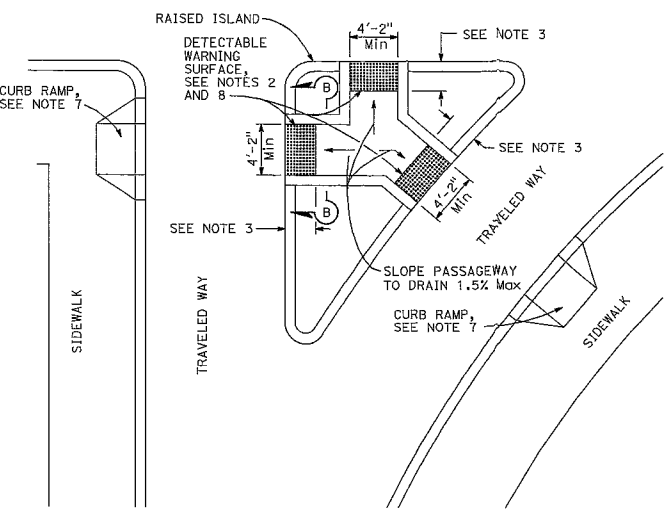 RAISED ISLAND
4'-2"
Min
SEE NOTE 3
DETECTABLE
WARNING
SURFACE,
SEE NOTES 2
AND 8
B
CURB RAMP,
SEE NOTE 7
4'-2"
Min
SEE NOTE 3
4'-2"
Min
B
SEE NOTE 3
TRAVELED WAY
SLOPE PASSAGEWAY
TO DRAIN 1.5% Max
CURB RAMP,
SEE NOTE 7
SIDEWALK
TRAVELED WAY
SIDEWALK